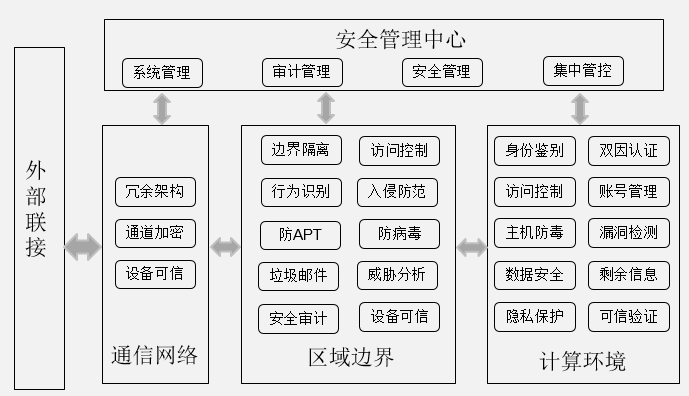 安全管理中心
系统管理 审计管理 安全管理 集中管控
外部联接
冗余架构
通道加密
设备可信
通信网络
边界隔离 访问控制
行为识别 入侵防范
防APT 防病毒
垃圾邮件 威胁分析
安全审计 设备可信
区域边界
身份鉴别 双因认证
访问控制 账号管理
主机防毒 漏洞检测
数据安全 剩余信息
隐私保护 可信验证
计算环境